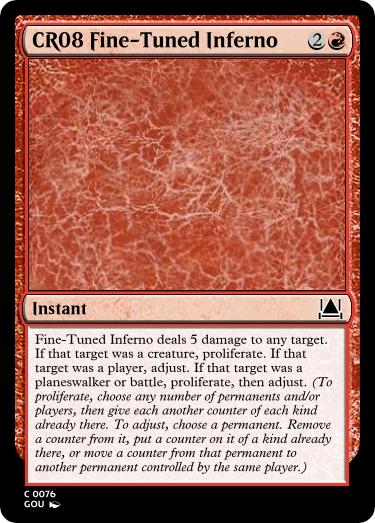 CR08 Fine-Tuned Inferno 2
Instant
Fine-Tuned Inferno deals 5 damage to any target.
If that target was a creature, proliferate. If that
target was a player, adjust. If that target was a
planeswalker or battle, proliferate, then adjust. (To
proliferate, choose any number of permanents and/or
players, then give each another counter of each kind
already there. To adjust, choose a permanent. Remove
a counter from it, put a counter on it of a kind already
there, or move a counter from that permanent to
another permanent controlled by the same player.)
C 0076
GOU